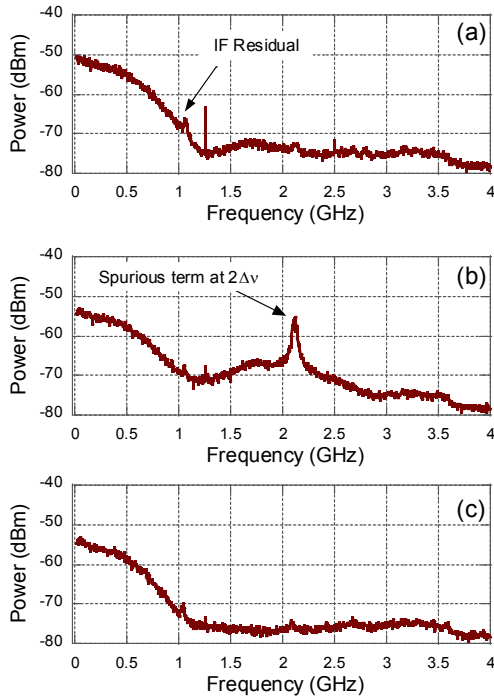 -40
(a)
IF Residual
-50
-60
-70
-80
Power (dBm)
0 0.5 1 1.5 2 2.5 3 3.5 4
Frequency (GHz)
-40
(b)
Spurious term at 2Δν
-50
-60
-70
-80
Power (dBm)
0 0.5 1 1.5 2 2.5 3 3.5 4
Frequency (GHz)
-40
(c)
-50
-60
-70
-80
Power (dBm)
0 0.5 1 1.5 2 2.5 3 3.5 4
Frequency (GHz)